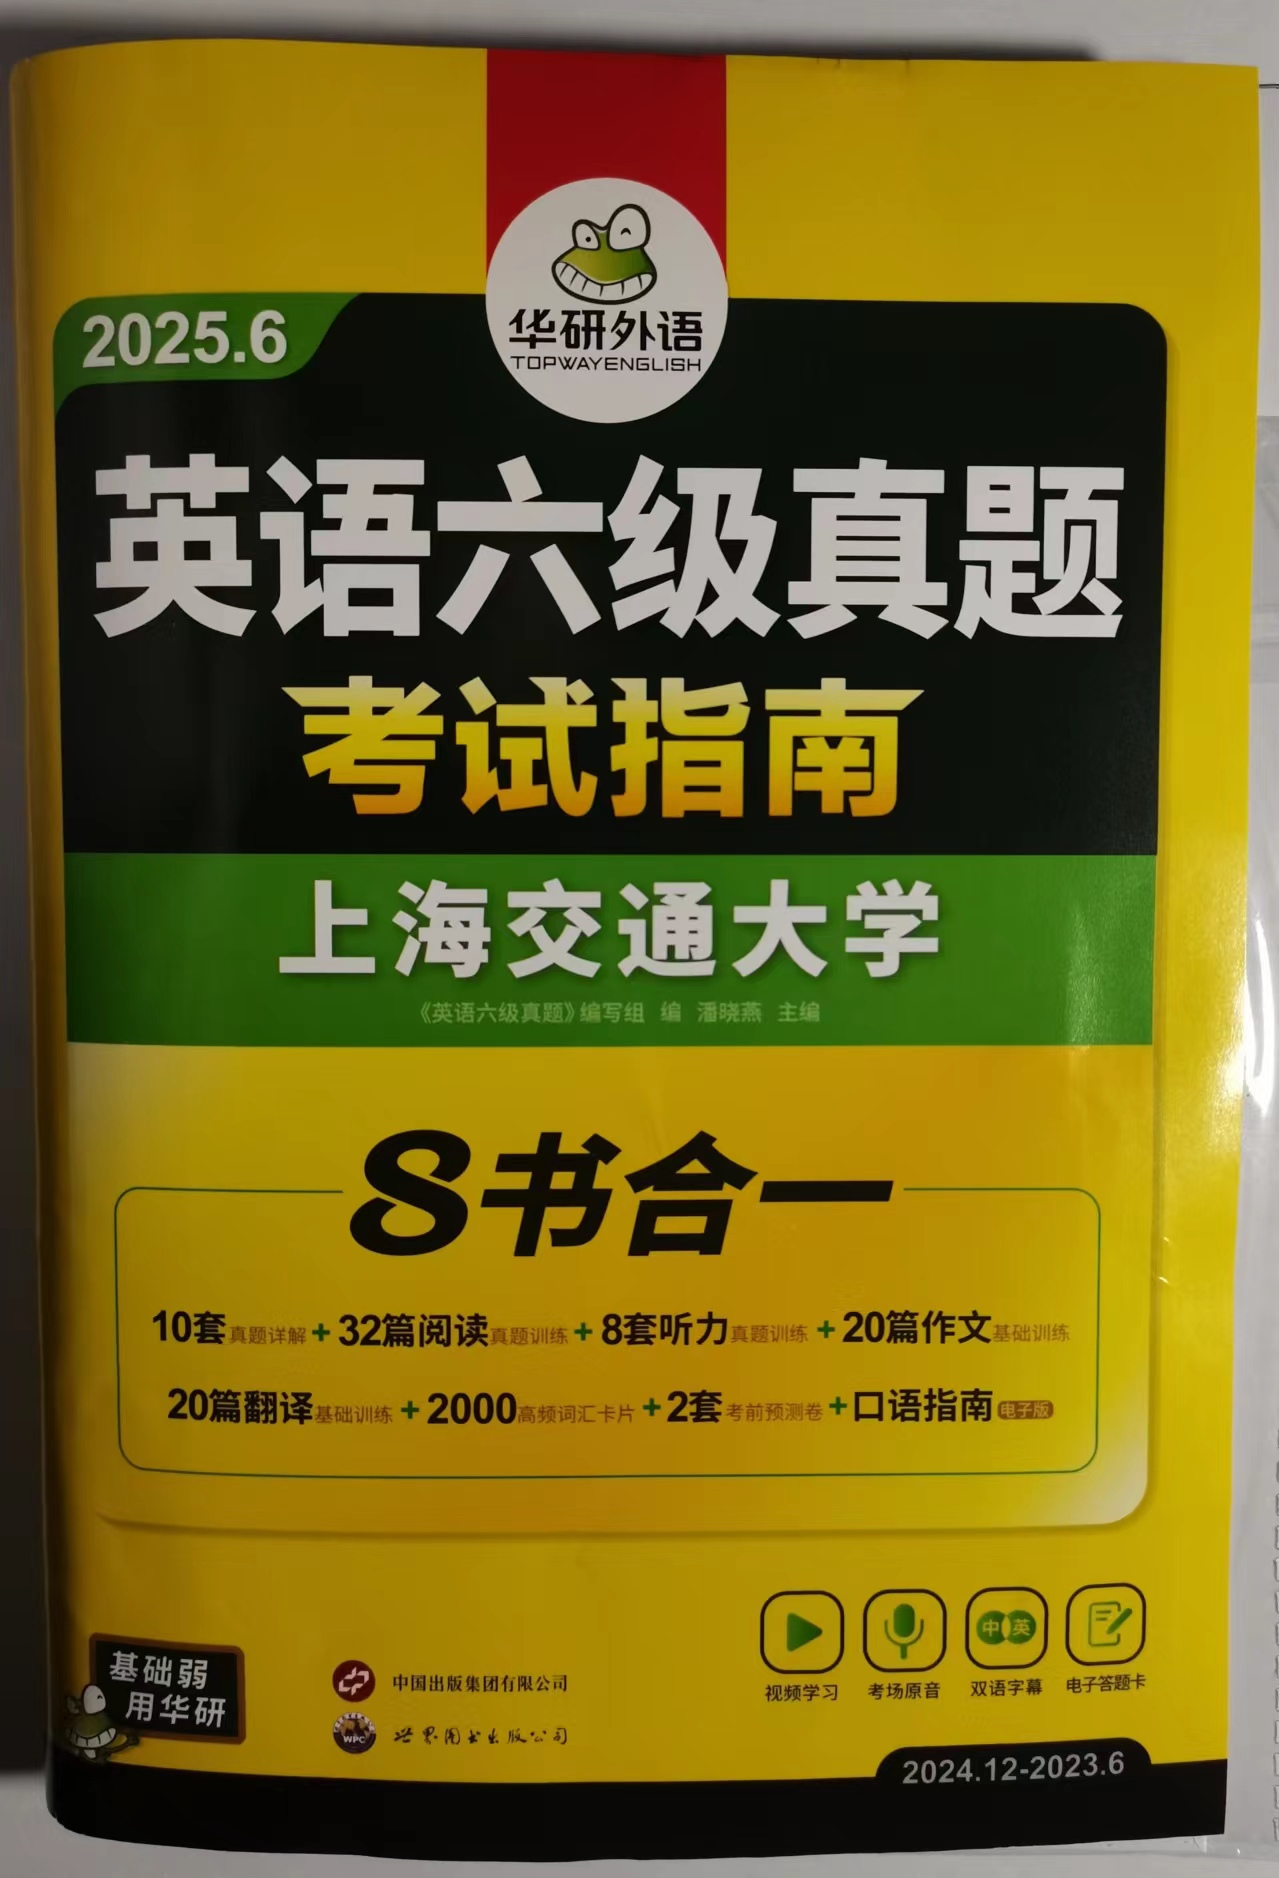 华研外语
TOPWAYENGLISH
2025.6
英语六级真题
考试指南
上海交通大学
《英语六级真题》编写组 编 潘晓燕 主编
8书合一
10套真题详解+32篇阅读真题训练+8套听力真题训练+20篇作文基础训练
20篇翻译基础训练+2000高频词汇卡片+2套考前预测卷+口语指南电子版
中 英
视频学习 考场原音 双语字幕 电子答题卡
基础弱
用华研
中国出版集团有限公司
WPC 世界图书出版公司
2024.12-2023.6